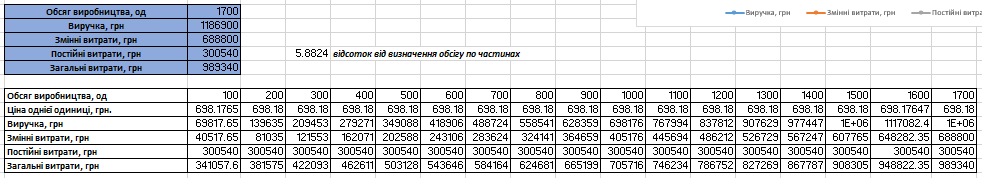 Обсяг виробництва, од 1700
Виручка, грн 1186900
Змінні витрати, грн 688800
Постійні витрати, грн 300540
Загальні витрати, грн 989340
Виручка, грн Змінні витрати, грн Постійні витра
5.8824 відсоток від визначення обсігу по частинах
Обсяг виробництва, од 100 200 300 400 500 600 700 800 900 1000 1100 1200 1300 1400 1500 1600 1700
Ціна однієї одиниці, грн. 698.1765 698.18 698.18 698.18 698.18 698.18 698.18 698.18 698.18 698.18 698.18 698.18 698.18 698.18 698.18 698.17647 698.18
Виручка, грн 69817.65 139635 209453 279271 349088 418906 488724 558541 628359 698176 767994 837812 907629 977447 1E+06 1117082.4 1E+06
Змінні витрати, грн 40517.65 81035 121553 162071 202588 243106 283624 324141 364659 405176 445694 486212 526729 567247 607765 648282.35 688800
Постійні витрати, грн 300540 300540 300540 300540 300540 300540 300540 300540 300540 300540 300540 300540 300540 300540 300540 300540 300540
Загальні витрати, грн 341057.6 381575 422093 462611 503128 543646 584164 624681 665199 705716 746234 786752 827269 867787 908305 948822.35 989340